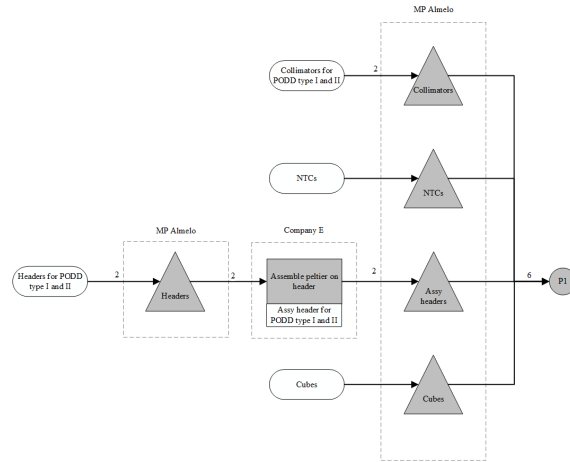 MP Almelo
Collimators for
PODD type I and II
2
Collimators
NTCs
NTCs
MP Almelo
Company E
Headers for PODD
type I and II
2
Headers
2
Assemble peltier on
header
Assy header for
PODD type I and II
2
Assy
headers
6
P1
Cubes
Cubes